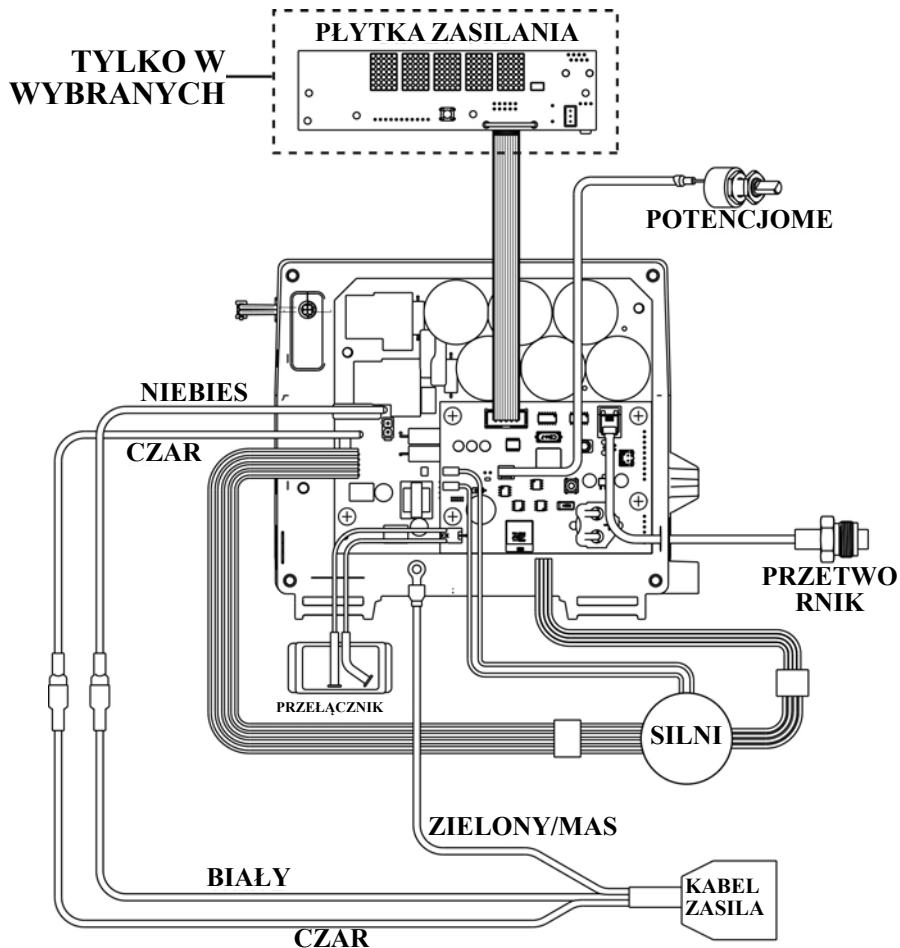 PŁYTKA ZASILANIA
TYLKO W
WYBRANYCH
POTENCJOME
NIEBIES
CZAR
PRZETWO
RNIK
PRZEŁĄCZNIK
SILNI
ZIELONY/MAS
BIAŁY
KABEL
ZASILA
CZAR